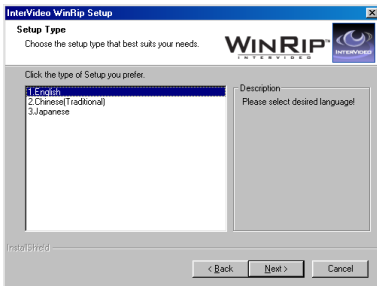 InterVideo WinRip Setup
Setup Type
Choose the setup type that best suits your needs.
WINRIP™
INTERVIDEO
INTERVIDEO
Click the type of Setup you prefer.
1.English
2.Chinese(Traditional)
3.Japanese
Description
Please select desired language!
InstallShield
< Back
Next >
Cancel